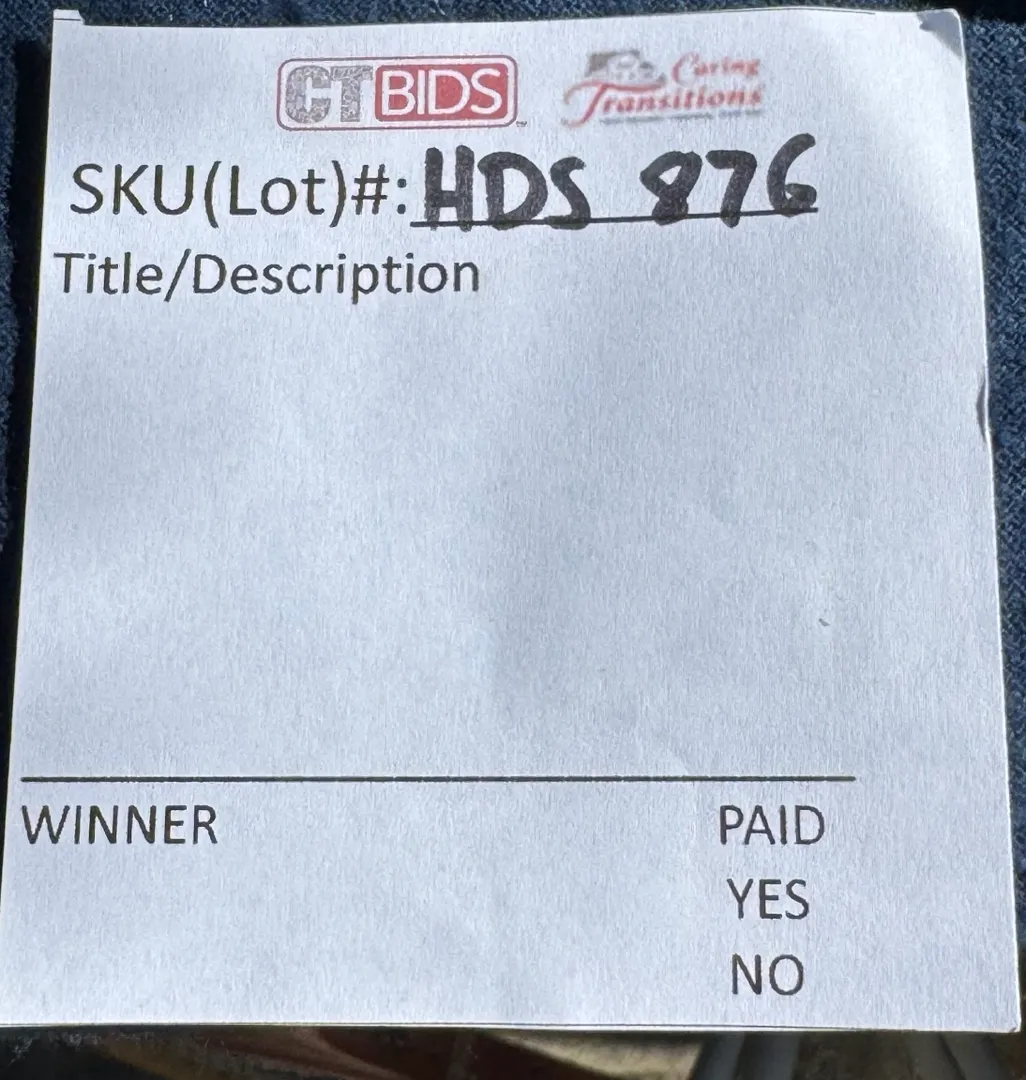 CTBIDS Caring
Transitions
SKU(Lot)#: HDS 876
Title/Description
WINNER PAID
YES
NO